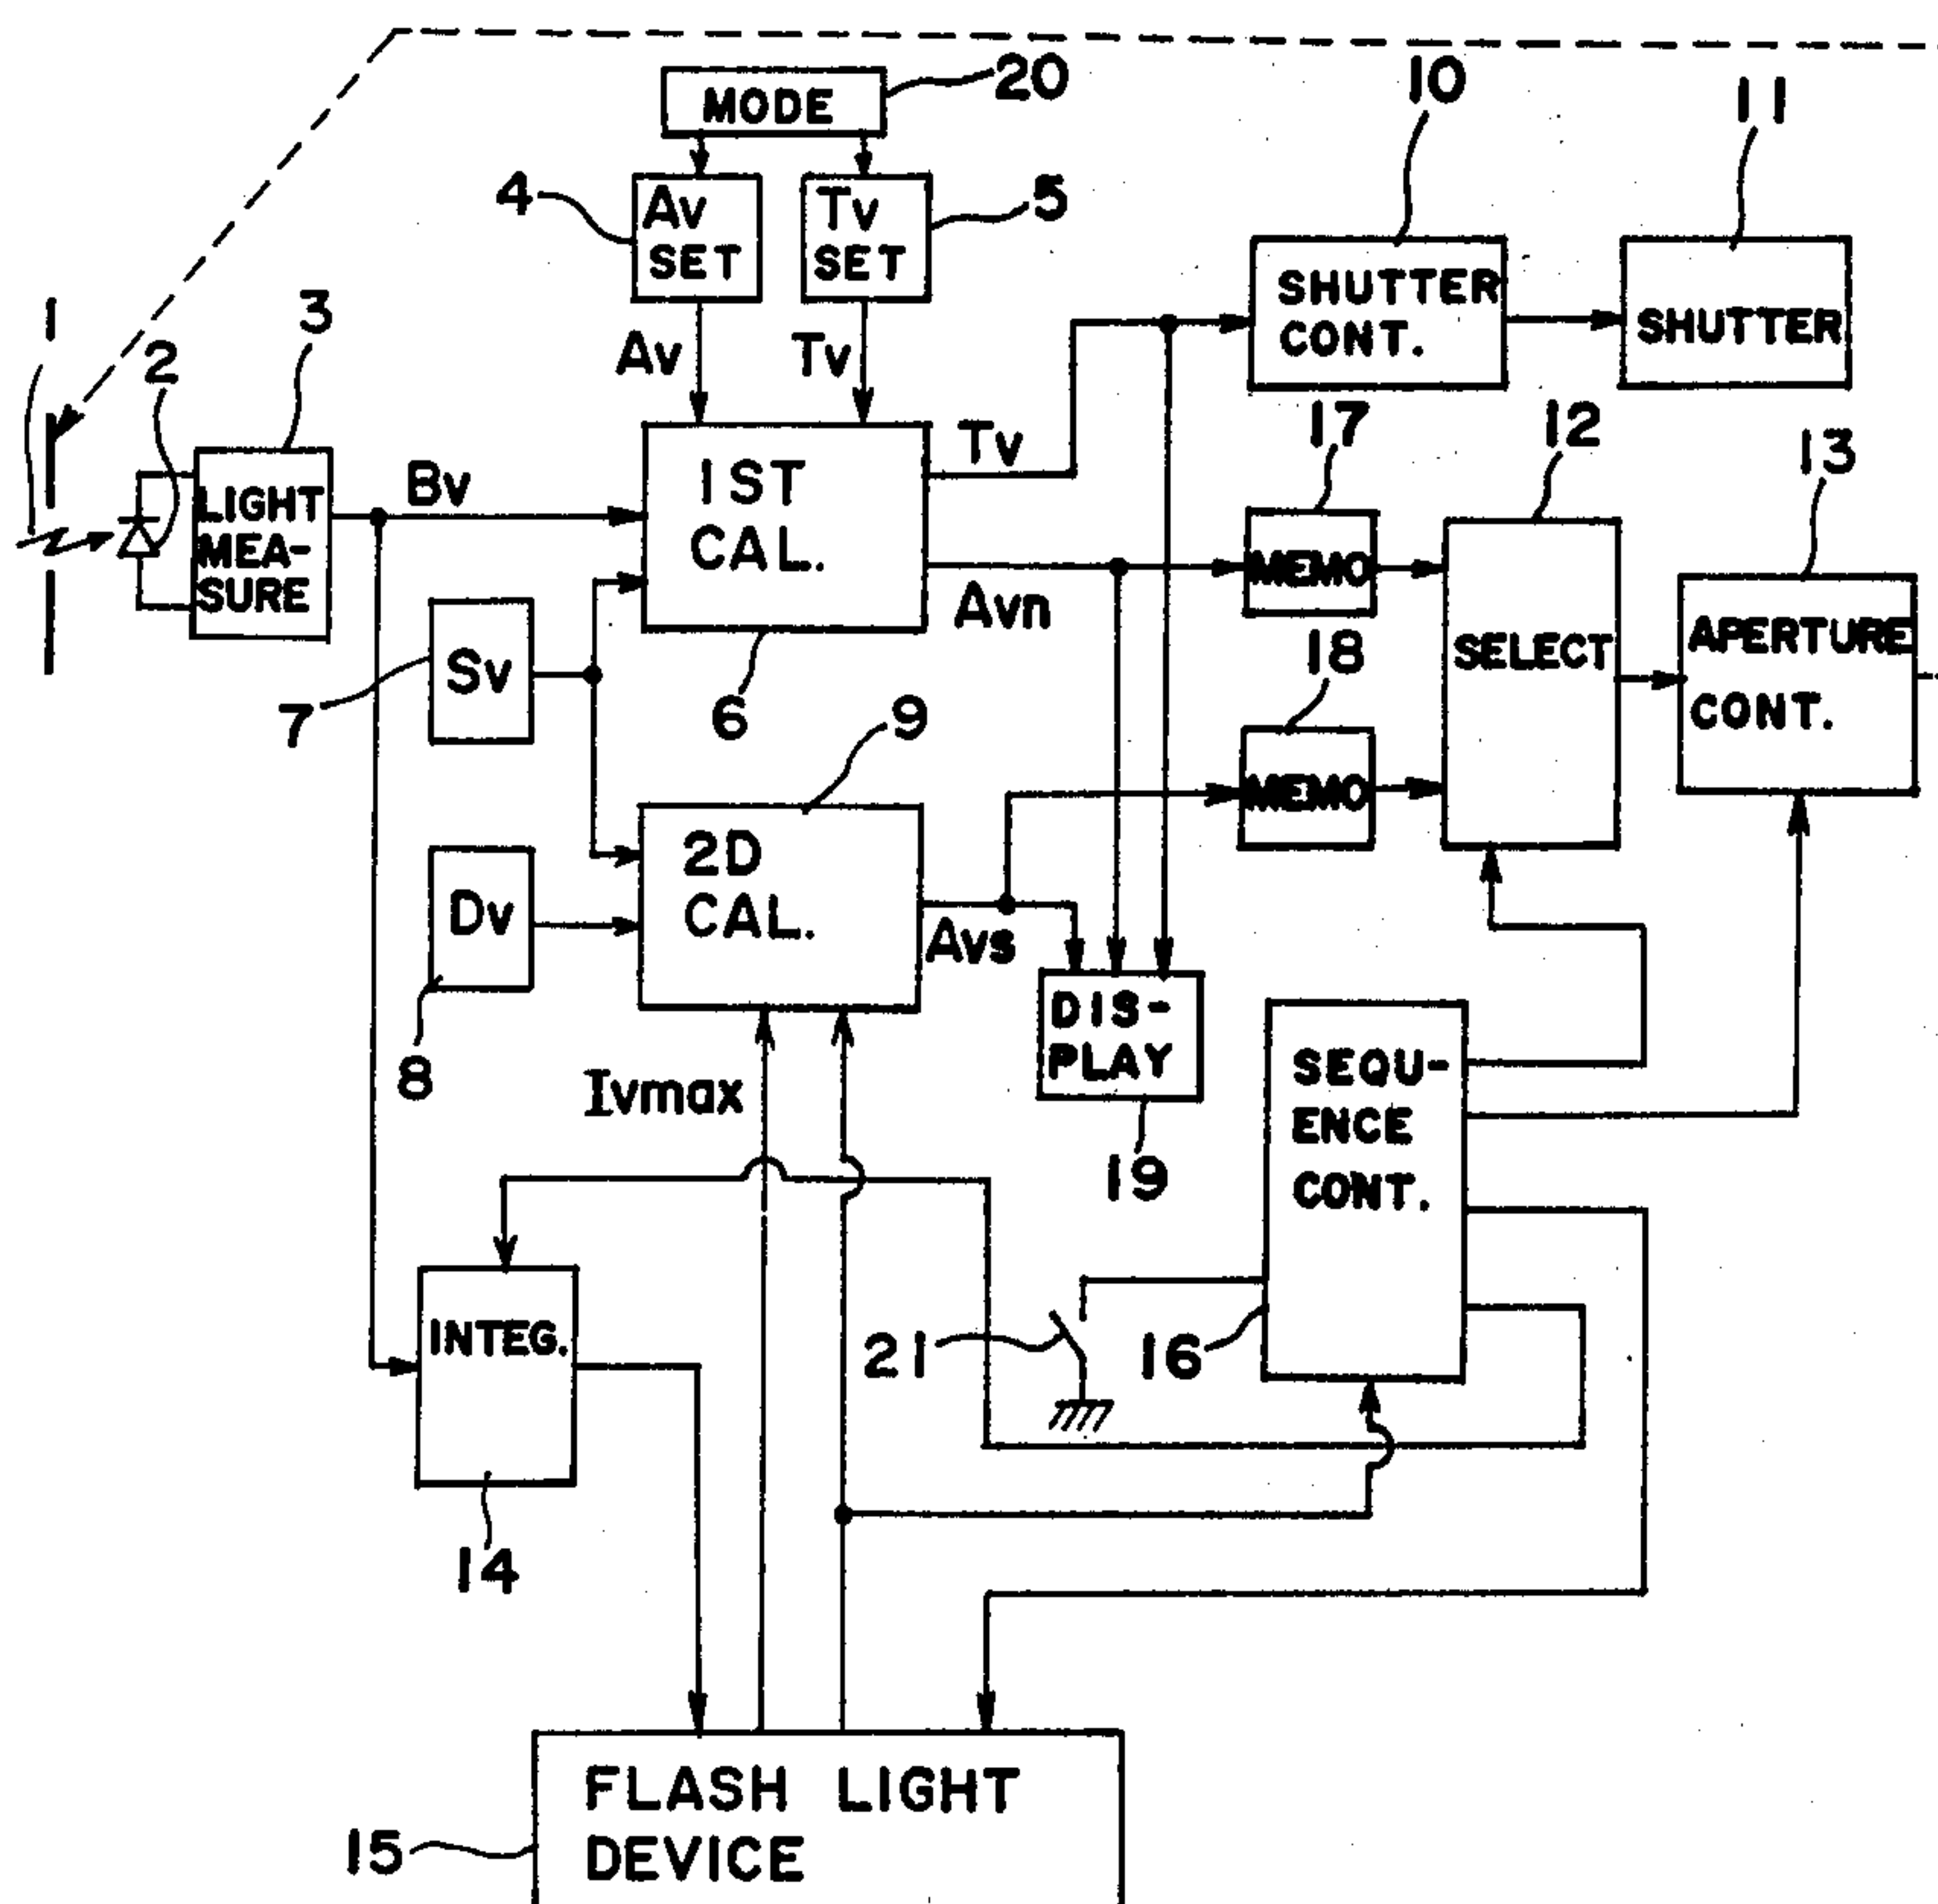 MODE
20
10
11
4
Av
SET
Tv
SET
5
1
2
3
SHUTTER
CONT.
SHUTTER
Av
Tv
LIGHT
MEA-
SURE
Bv
1ST
CAL.
Tv
17
12
13
MEMO
Avn
SELECT
APERTURE
CONT.
7
Sv
6
9
18
MEMO
2D
CAL.
Dv
8
Avs
DIS-
PLAY
19
Ivmax
SEQU-
ENCE
CONT.
INTEG.
21
16
14
FLASH LIGHT
DEVICE
15